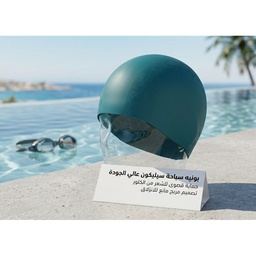 بونيه سباحة سيليكون عالي الجودة
حماية قصوى للشعر من الكلور
تصميم مريح مانع للانزلاق